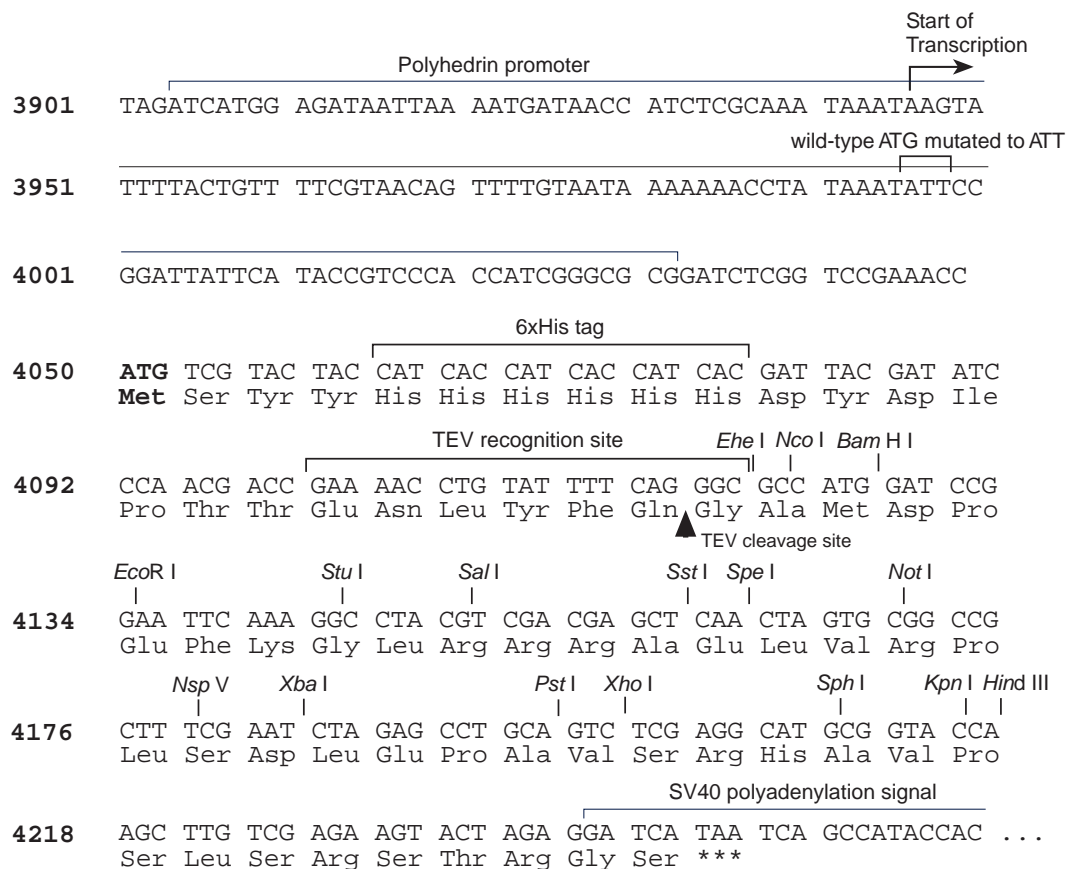 Start of
Transcription
Polyhedrin promoter
3901 TAGATCATGG AGATAATTAA AATGATAACC ATCTCGCAAA TAAATAAGTA
wild-type ATG mutated to ATT
3951 TTTTACTGTT TTCGTAACAG TTTTGTAATA AAAAAACCTA TAAATATTCC
4001 GGATTATTCA TACCGTCCCA CCATCGGGCG CGGATCTCGG TCCGAAACC
6xHis tag
4050 ATG TCG TAC TAC CAT CAC CAT CAC CAT CAC GAT TAC GAT ATC
Met Ser Tyr Tyr His His His His His His Asp Tyr Asp Ile
TEV recognition site Ehe I Nco I Bam H I
4092 CCA ACG ACC GAA AAC CTG TAT TTT CAG GGC GCC ATG GAT CCG
Pro Thr Thr Glu Asn Leu Tyr Phe Gln Gly Ala Met Asp Pro
TEV cleavage site
EcoR I Stu I Sal I Sst I Spe I Not I
4134 GAA TTC AAA GGC CTA CGT CGA CGA GCT CAA CTA GTG CGG CCG
Glu Phe Lys Gly Leu Arg Arg Arg Ala Glu Leu Val Arg Pro
Nsp V Xba I Pst I Xho I Sph I Kpn I Hind III
4176 CTT TCG AAT CTA GAG CCT GCA GTC TCG AGG CAT GCG GTA CCA
Leu Ser Asp Leu Glu Pro Ala Val Ser Arg His Ala Val Pro
SV40 polyadenylation signal
4218 AGC TTG TCG AGA AGT ACT AGA GGA TCA TAA TCA GCCATACCAC ...
Ser Leu Ser Arg Ser Thr Arg Gly Ser ***